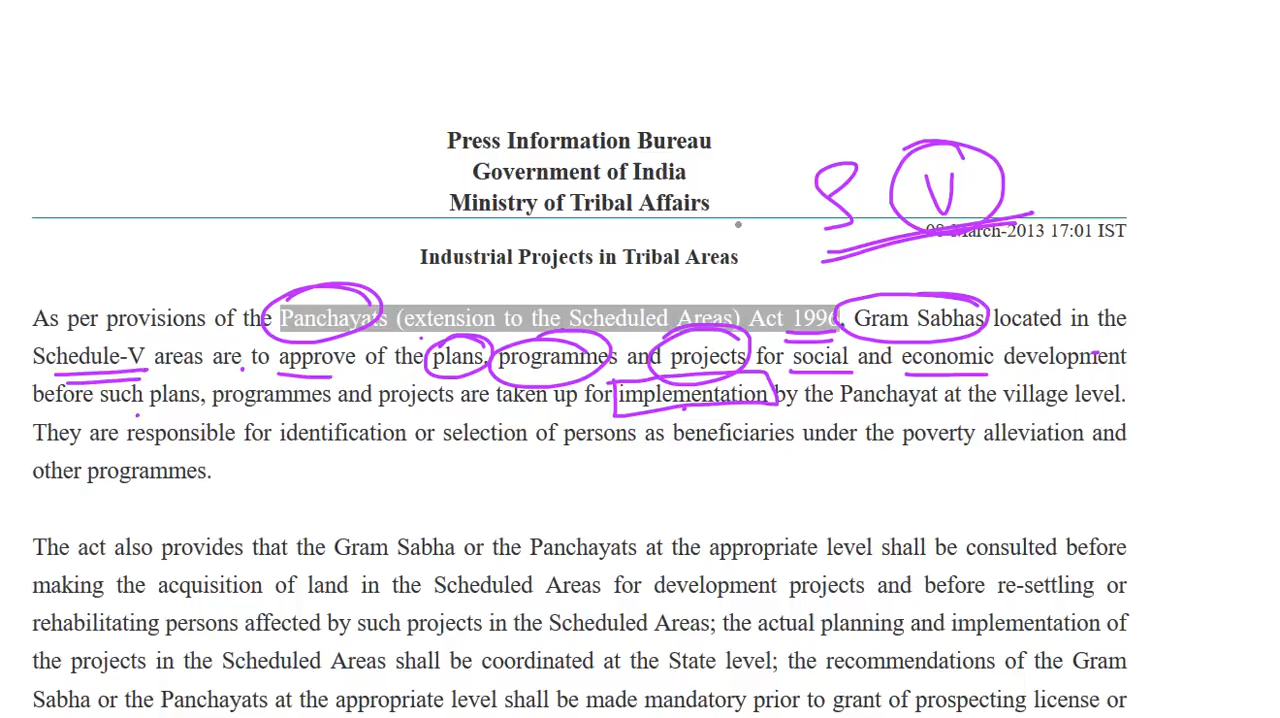 Press Information Bureau
Government of India
Ministry of Tribal Affairs
V
08-March-2013 17:01 IST
Industrial Projects in Tribal Areas
As per provisions of the Panchayats (extension to the Scheduled Areas) Act 1996, Gram Sabhas located in the
Schedule-V areas are to approve of the plans, programmes and projects for social and economic development
before such plans, programmes and projects are taken up for implementation by the Panchayat at the village level.
They are responsible for identification or selection of persons as beneficiaries under the poverty alleviation and
other programmes.
The act also provides that the Gram Sabha or the Panchayats at the appropriate level shall be consulted before
making the acquisition of land in the Scheduled Areas for development projects and before re-settling or
rehabilitating persons affected by such projects in the Scheduled Areas; the actual planning and implementation of
the projects in the Scheduled Areas shall be coordinated at the State level; the recommendations of the Gram
Sabha or the Panchayats at the appropriate level shall be made mandatory prior to grant of prospecting license or